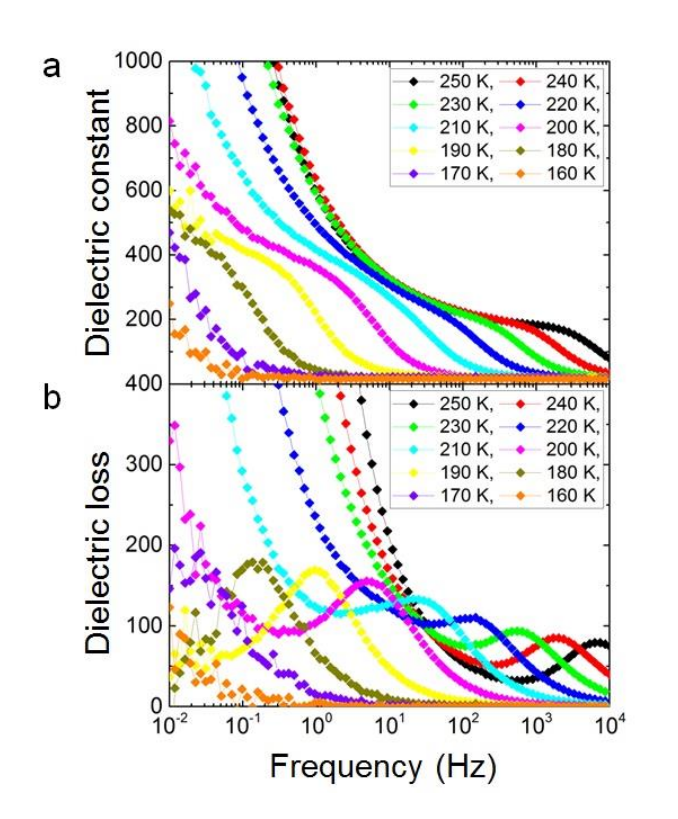 a
Dielectric constant
1000
800
600
400
200
250 K, 240 K,
230 K, 220 K,
210 K, 200 K,
190 K, 180 K,
170 K, 160 K
b
Dielectric loss
400
300
200
100
0
250 K, 240 K,
230 K, 220 K,
210 K, 200 K,
190 K, 180 K,
170 K, 160 K
10⁻² 10⁻¹ 10⁰ 10¹ 10² 10³ 10⁴
Frequency (Hz)